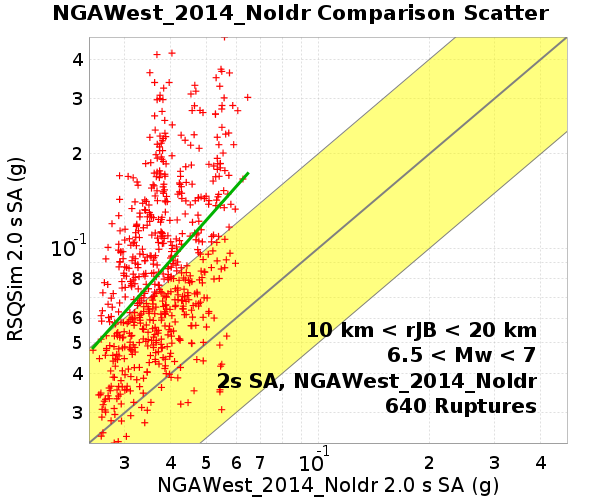 NGAWest_2014_NoIdr Comparison Scatter
RSQSim 2.0 s SA (g)
4
3
2
10-1
8
6
5
4
3
10 km < rJB < 20 km
6.5 < Mw < 7
2s SA, NGAWest_2014_NoIdr
640 Ruptures
3 4 5 6 7 10-1 2 3 4
NGAWest_2014_NoIdr 2.0 s SA (g)